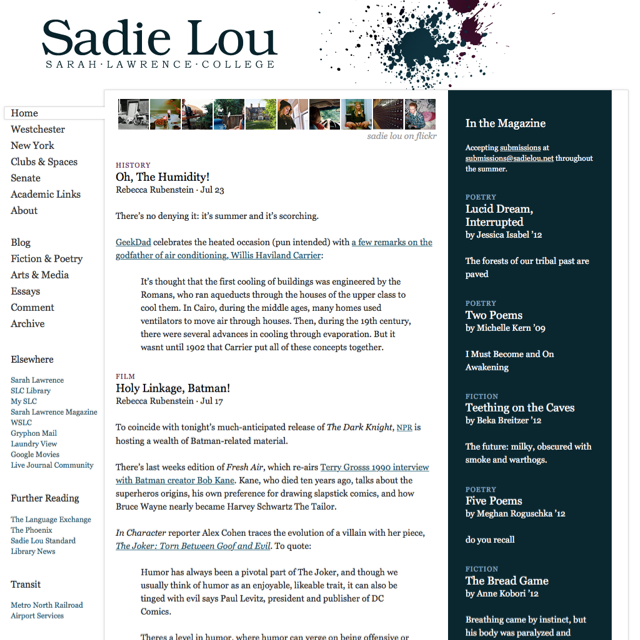 Sadie Lou
SARAH·LAWRENCE·COLLEGE
Home
Westchester
New York
Clubs & Spaces
Senate
Academic Links
About
Blog
Fiction & Poetry
Arts & Media
Essays
Comment
Archive
Elsewhere
Sarah Lawrence
SLC Library
My SLC
Sarah Lawrence Magazine
WSLC
Gryphon Mail
Laundry View
Google Movies
Live Journal Community
Further Reading
The Language Exchange
The Phoenix
Sadie Lou Standard
Library News
Transit
Metro North Railroad
Airport Services
sadie lou on flickr
HISTORY
Oh, The Humidity!
Rebecca Rubenstein · Jul 23
There's no denying it: it's summer and it's scorching.
GeekDad celebrates the heated occasion (pun intended) with a few remarks on the
godfather of air conditioning, Willis Haviland Carrier:
It's thought that the first cooling of buildings was engineered by the
Romans, who ran aqueducts through the houses of the upper class to
cool them. In Cairo, during the middle ages, many homes used
ventilators to move air through houses. Then, during the 19th century,
there were several advances in cooling through evaporation. But it
wasnt until 1902 that Carrier put all of these concepts together.
FILM
Holy Linkage, Batman!
Rebecca Rubenstein · Jul 17
To coincide with tonight's much-anticipated release of The Dark Knight, NPR is
hosting a wealth of Batman-related material.
There's last weeks edition of Fresh Air, which re-airs Terry Grosss 1990 interview
with Batman creator Bob Kane. Kane, who died ten years ago, talks about the
superheros origins, his own preference for drawing slapstick comics, and how
Bruce Wayne nearly became Harvey Schwartz The Tailor.
In Character reporter Alex Cohen traces the evolution of a villain with her piece,
The Joker: Torn Between Goof and Evil. To quote:
Humor has always been a pivotal part of The Joker, and though we
usually think of humor as an enjoyable, likeable trait, it can also be
tinged with evil says Paul Levitz, president and publisher of DC
Comics.
Theres a level in humor, where humor can verge on being offensive or
In the Magazine
Accepting submissions at
submissions@sadielou.net throughout
the summer.
POETRY
Lucid Dream,
Interrupted
by Jessica Isabel '12
The forests of our tribal past are
paved
POETRY
Two Poems
by Michelle Kern '09
I Must Become and On
Awakening
FICTION
Teething on the Caves
by Beka Breitzer '12
The future: milky, obscured with
smoke and warthogs.
POETRY
Five Poems
by Meghan Roguschka '12
do you recall
FICTION
The Bread Game
by Anne Kobori '12
Breathing came by instinct, but
his body was paralyzed and